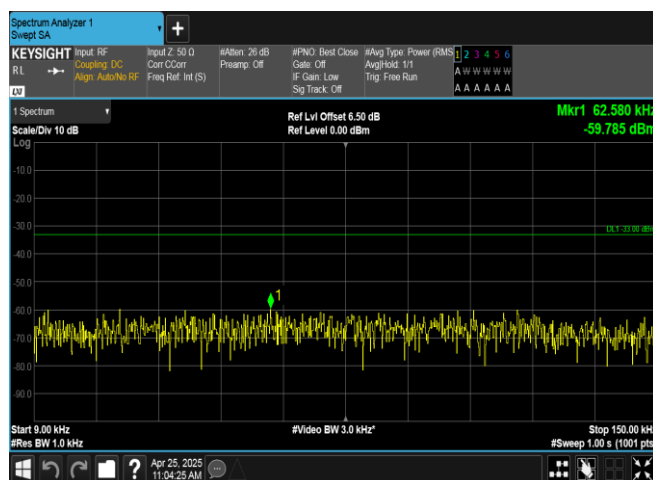 Spectrum Analyzer 1
Swept SA
+
KEYSIGHT
RL
LXI
Input: RF
Coupling: DC
Align: Auto/No RF
Input Z: 50 Ω
Corr CCorr
Freq Ref: Int (S)
#Atten: 26 dB
Preamp: Off
#PNO: Best Close
Gate: Off
IF Gain: Low
Sig Track: Off
#Avg Type: Power (RMS
Avg|Hold: 1/1
Trig: Free Run
1 2 3 4 5 6
A W W W W W
A A A A A A
1 Spectrum
Scale/Div 10 dB
Log
Ref Lvl Offset 6.50 dB
Ref Level 0.00 dBm
Mkr1 62.580 kHz
-59.785 dBm
-10.0
-20.0
-30.0
DL1 -33.00 dBm
-40.0
-50.0
1
-60.0
-70.0
-80.0
-90.0
Start 9.00 kHz
#Res BW 1.0 kHz
#Video BW 3.0 kHz*
Stop 150.00 kHz
#Sweep 1.00 s (1001 pts
?
Apr 25, 2025
11:04:25 AM